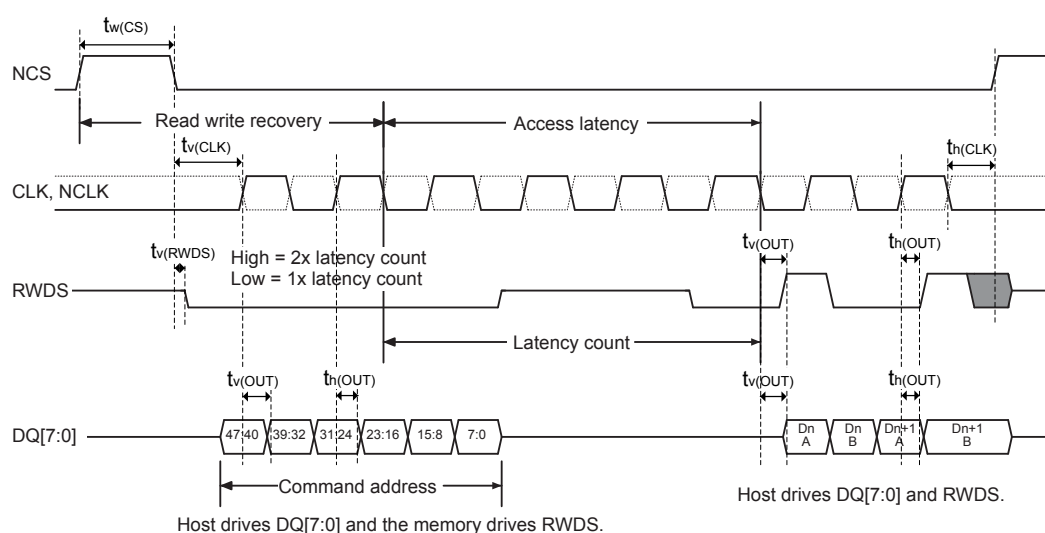 tw(CS)
NCS
Read write recovery
Access latency
tv(CLK)
th(CLK)
CLK, NCLK
tv(RWDS)
High = 2x latency count
Low = 1x latency count
tv(OUT)
th(OUT)
RWDS
Latency count
tv(OUT)
th(OUT)
tv(OUT)
th(OUT)
DQ[7:0]
47:40
39:32
31:24
23:16
15:8
7:0
Dn
A
Dn
B
Dn+1
A
Dn+1
B
Command address
Host drives DQ[7:0] and RWDS.
Host drives DQ[7:0] and the memory drives RWDS.